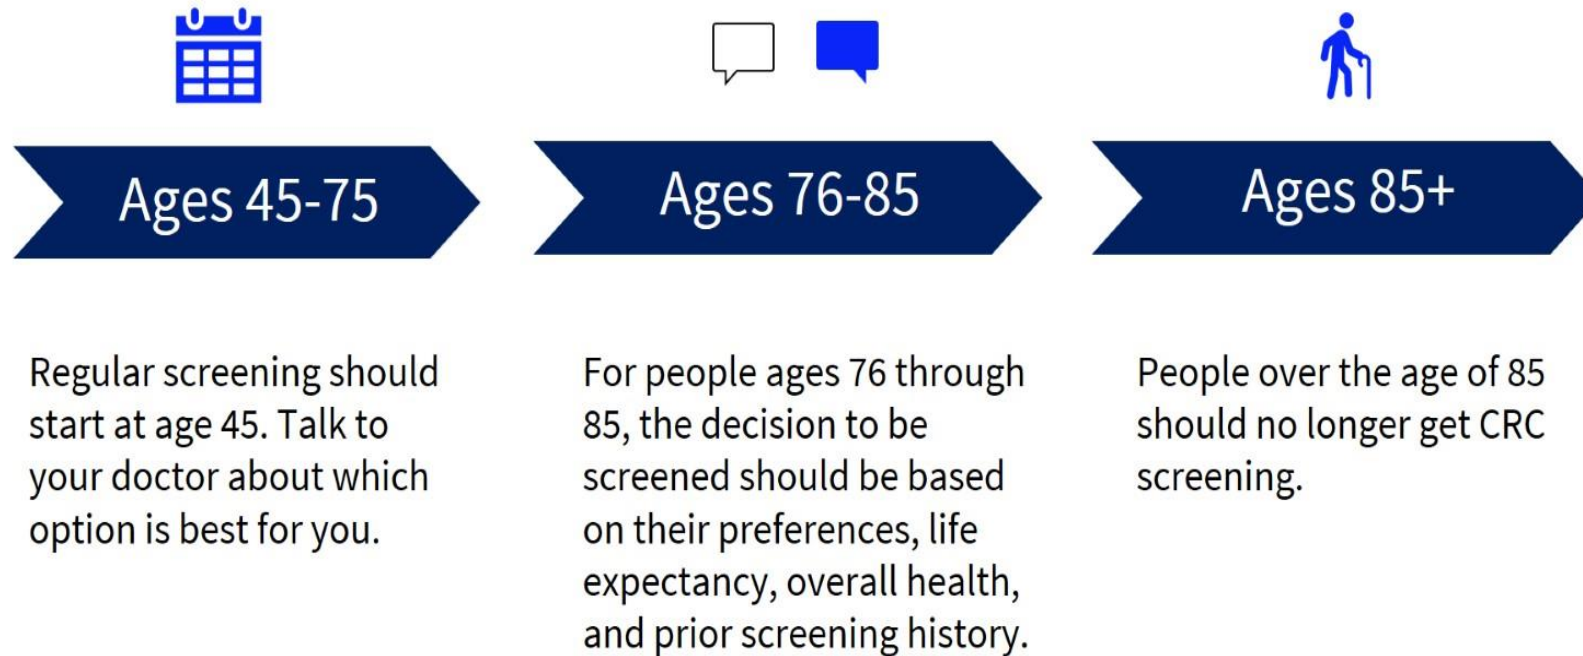 Ages 45-75
Regular screening should
start at age 45. Talk to
your doctor about which
option is best for you.
Ages 76-85
For people ages 76 through
85, the decision to be
screened should be based
on their preferences, life
expectancy, overall health,
and prior screening history.
Ages 85+
People over the age of 85
should no longer get CRC
screening.